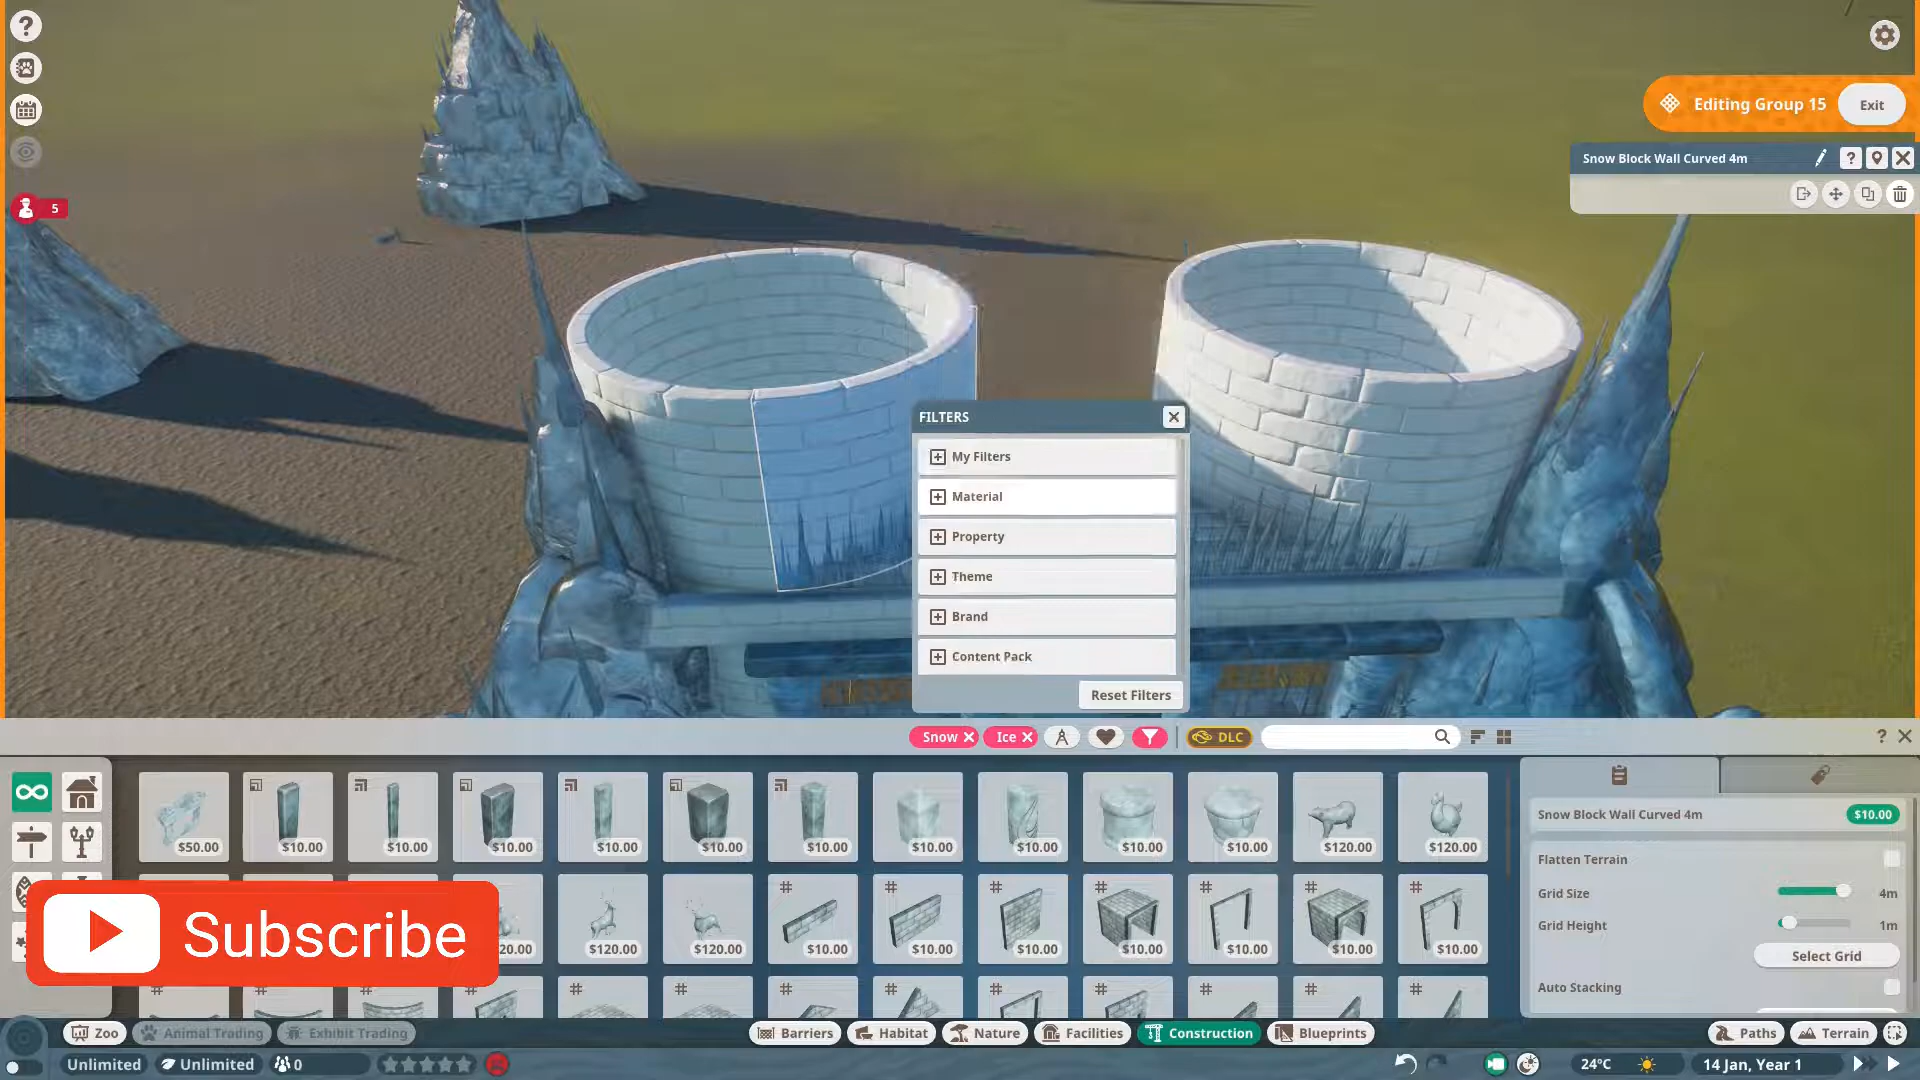 ?
Editing Group 15
Exit
Snow Block Wall Curved 4m
?
5
FILTERS
My Filters
Material
Property
Theme
Brand
Content Pack
Reset Filters
Snow
Ice
DLC
?
$50.00
$10.00
$10.00
$10.00
$10.00
$10.00
$10.00
$10.00
$10.00
$10.00
$10.00
$120.00
$120.00
20.00
$120.00
$120.00
$10.00
$10.00
$10.00
$10.00
$10.00
$10.00
$10.00
Subscribe
Snow Block Wall Curved 4m
$10.00
Flatten Terrain
Grid Size
4m
Grid Height
1m
Select Grid
Auto Stacking
Zoo
Animal Trading
Exhibit Trading
Barriers
Habitat
Nature
Facilities
Construction
Blueprints
Paths
Terrain
Unlimited
Unlimited
0
24°C
14 Jan, Year 1